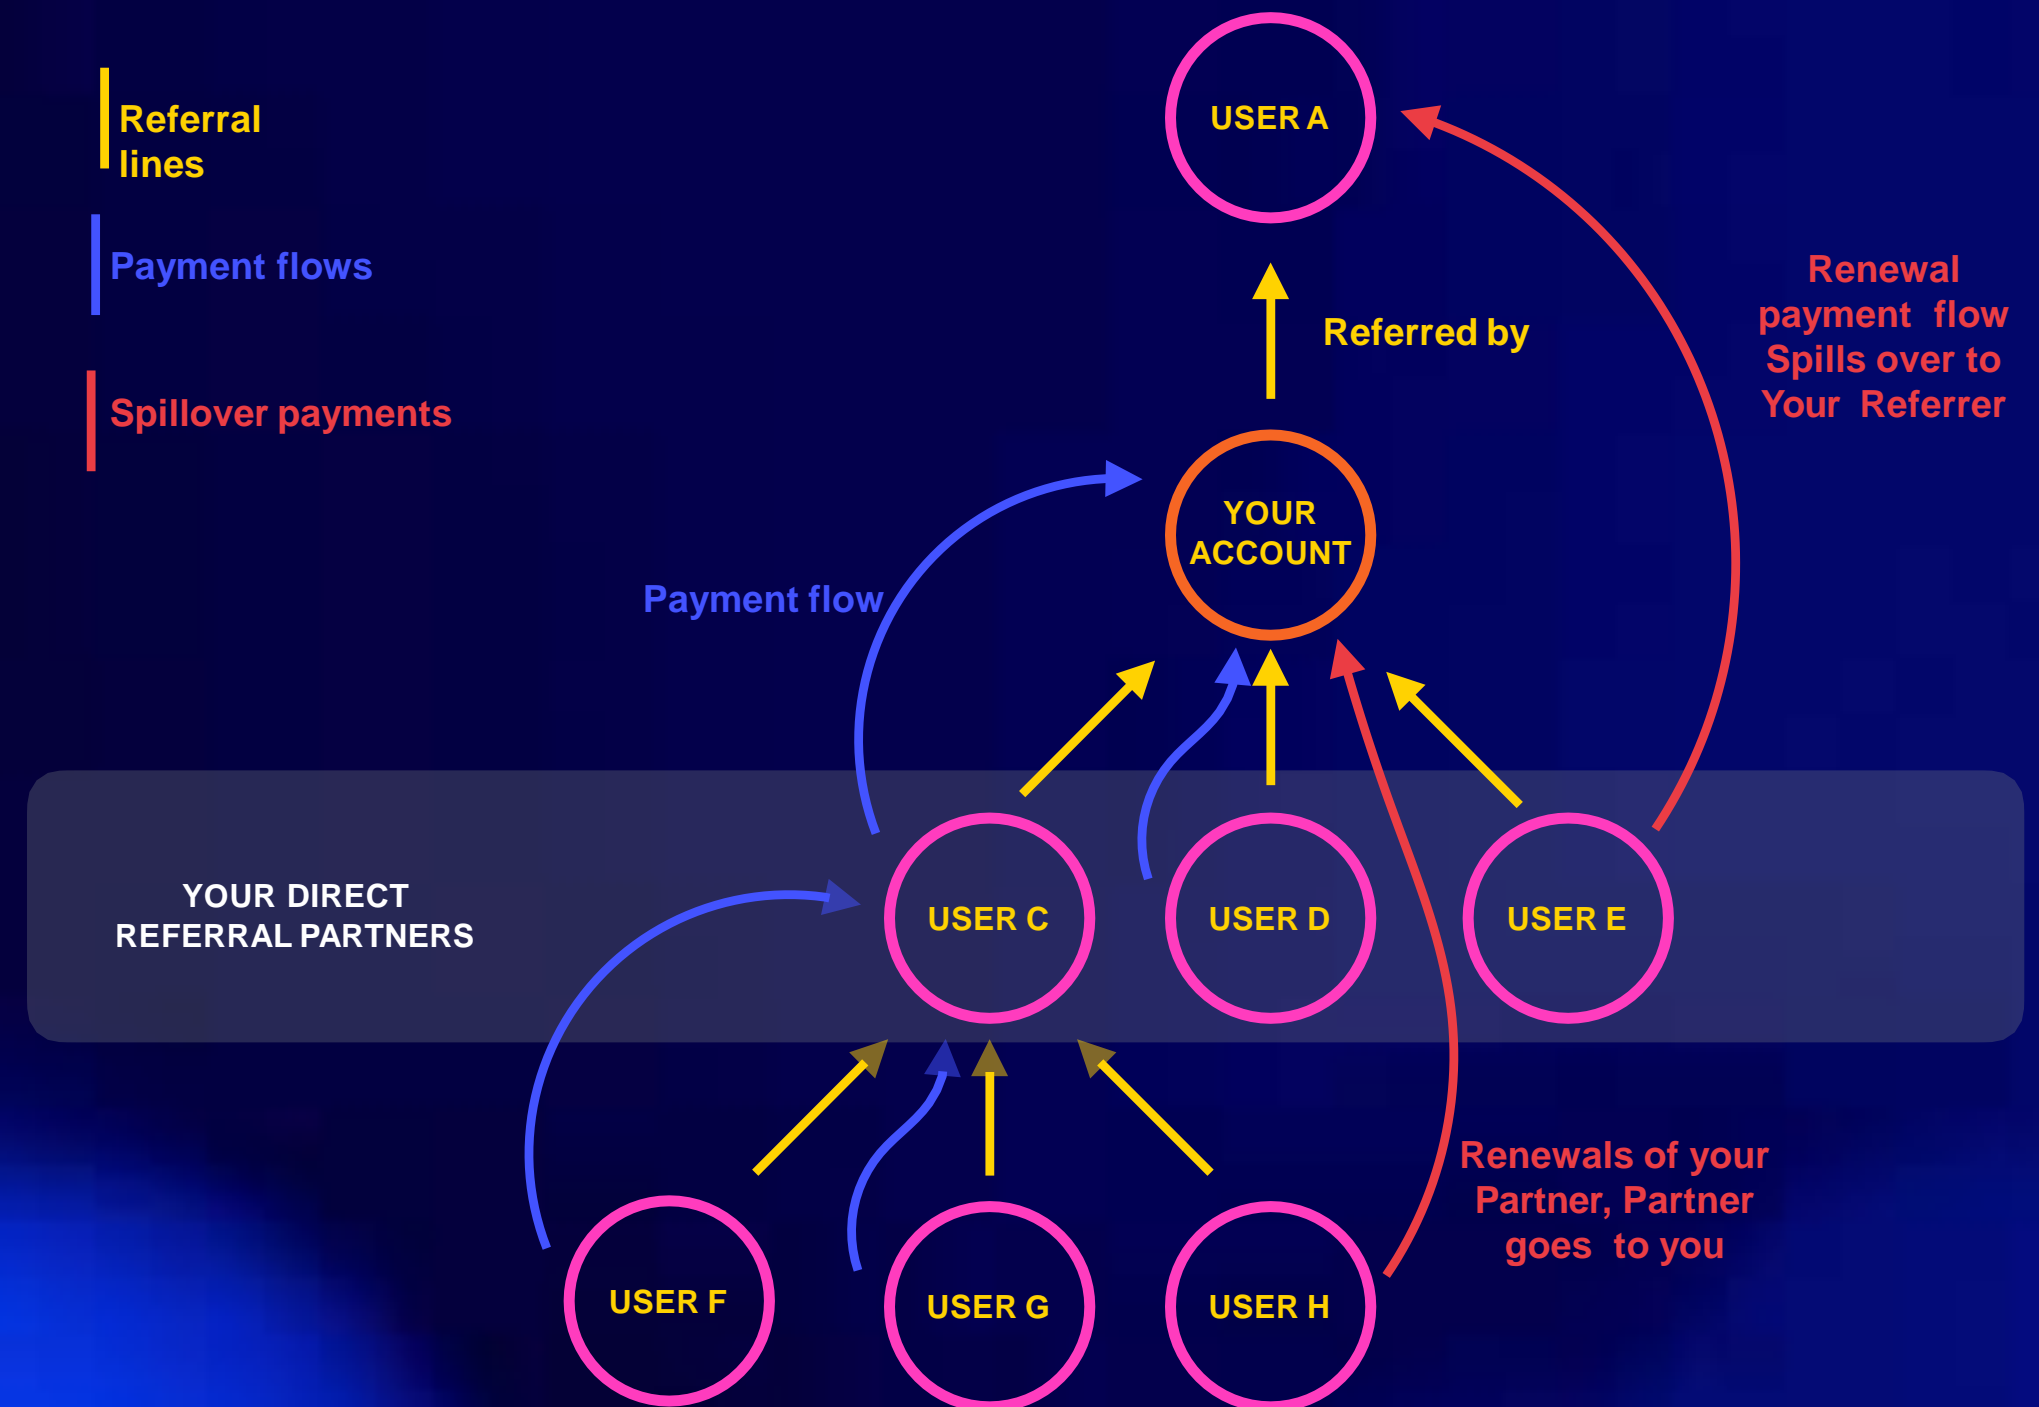 Referral
lines
Payment flows
Spillover payments
USER A
Referred by
Renewal
payment flow
Spills over to
Your Referrer
YOUR
ACCOUNT
Payment flow
YOUR DIRECT
REFERRAL PARTNERS
USER C
USER D
USER E
Renewals of your
Partner, Partner
goes to you
USER F
USER G
USER H